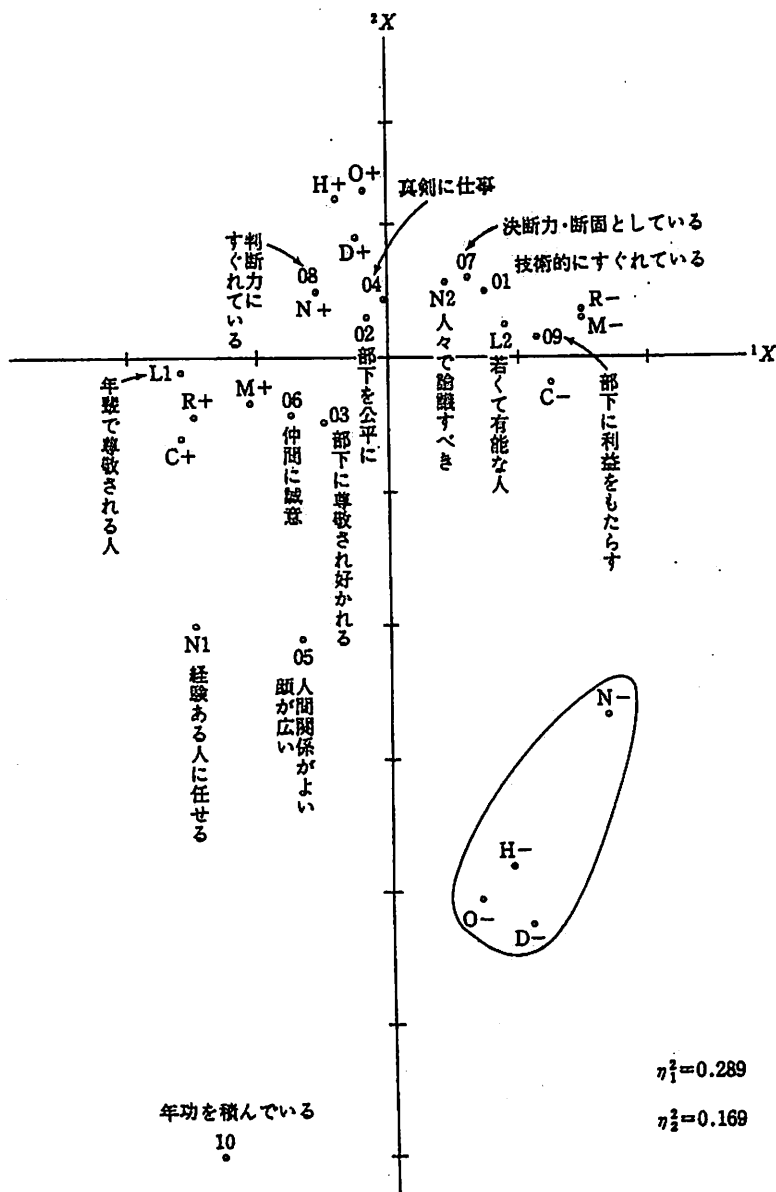 ²X
O+
H+
真剣に仕事
D+
決断力・断固としている
判断力に
すぐれている
08
07
技術的にすぐれている
04
N2
01
N+
R−
M−
02
L2
09
¹X
部下を公平に
人々で論議すべき
若くて有能な人
部下に利益をもたらす
L1
M+
C−
R+
06
03
C+
年輩で尊敬される人
仲間に誠意
部下に尊敬され好かれる
N1
05
経験ある人に任せる
人間関係がよい
顔が広い
N−
H−
O−
D−
η₁²=0.289
η₂²=0.169
年功を積んでいる
10